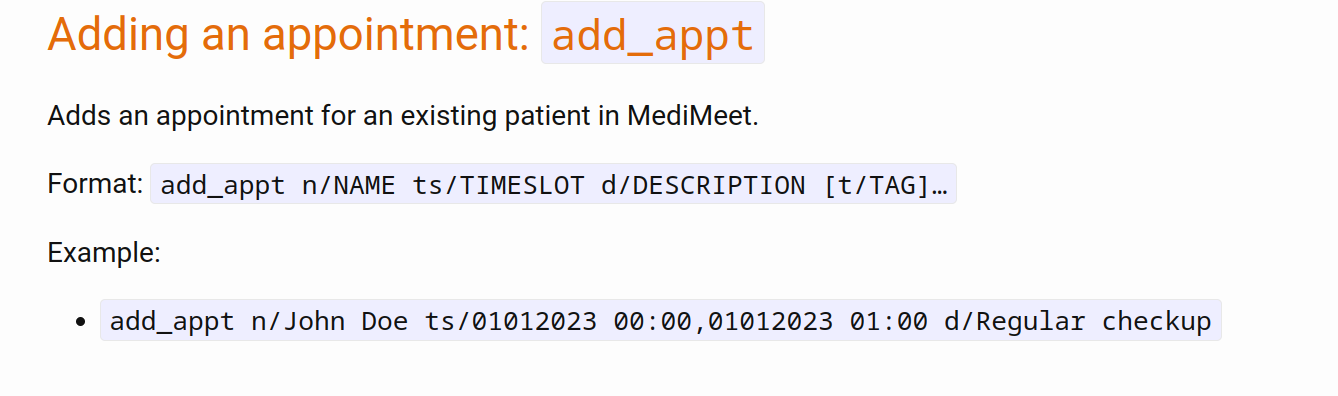 Adding an appointment: add_appt
Adds an appointment for an existing patient in MediMeet.
Format: add_appt n/NAME ts/TIMESLOT d/DESCRIPTION [t/TAG]…
Example:
• add_appt n/John Doe ts/01012023 00:00,01012023 01:00 d/Regular checkup